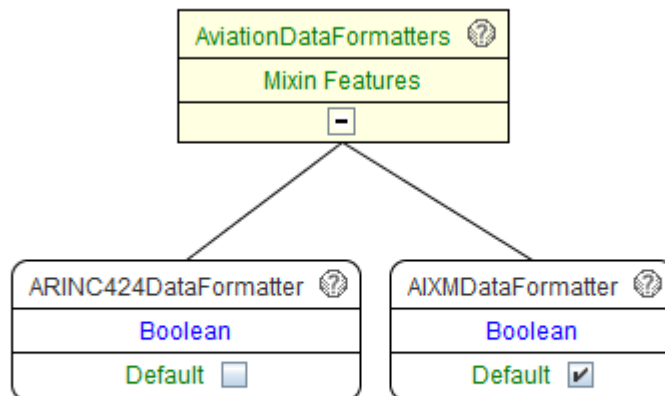 AviationDataFormatters
Mixin Features
ARINC424DataFormatter
AIXMDataFormatter
Boolean
Boolean
Default
Default